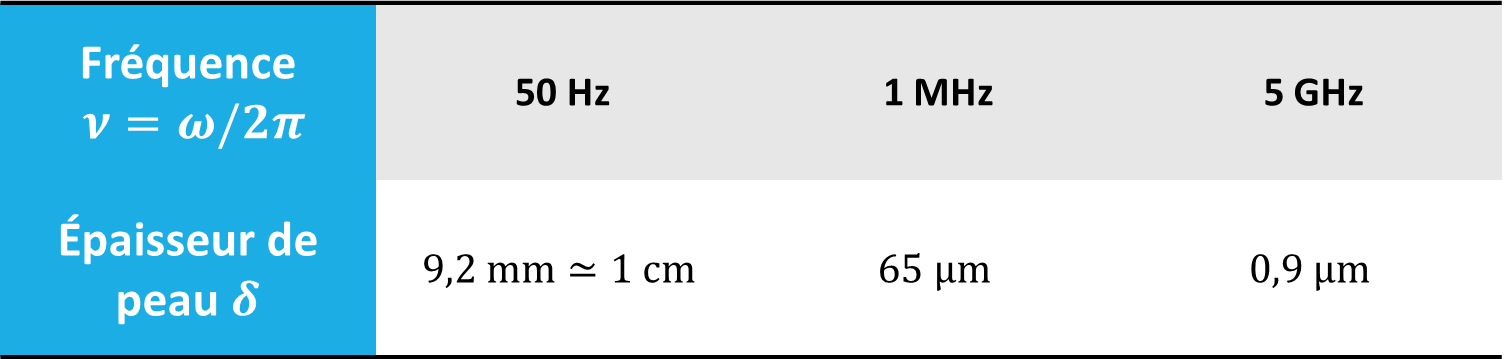 Fréquence
𝝂 = 𝝎/𝟐𝝅
50 Hz
1 MHz
5 GHz
Épaisseur de
peau 𝜹
9,2 mm ≃ 1 cm
65 μm
0,9 μm